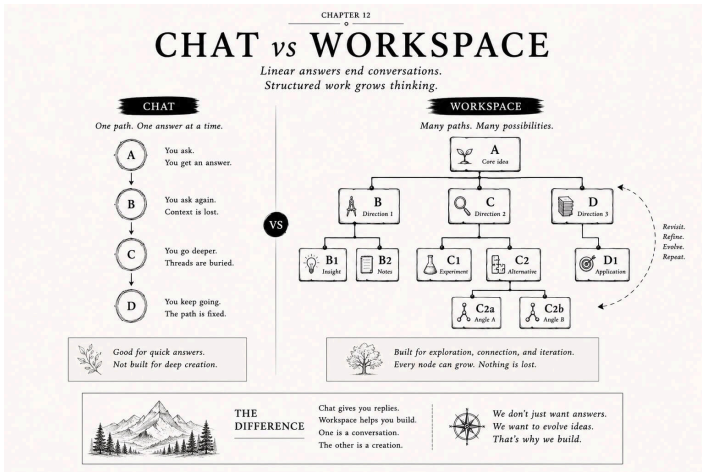 CHAPTER 12
CHAT vs WORKSPACE
Linear answers end conversations.
Structured work grows thinking.
CHAT
One path. One answer at a time.
A
You ask.
You get an answer.
B
You ask again.
Context is lost.
C
You go deeper.
Threads are buried.
D
You keep going.
The path is fixed.
Good for quick answers.
Not built for deep creation.
VS
WORKSPACE
Many paths. Many possibilities.
A
Core idea
B
Direction 1
C
Direction 2
D
Direction 3
B1
Insight
B2
Notes
C1
Experiment
C2
Alternative
D1
Application
C2a
Angle A
C2b
Angle B
Revisit.
Refine.
Evolve.
Repeat.
Built for exploration, connection, and iteration.
Every node can grow. Nothing is lost.
THE
DIFFERENCE
Chat gives you replies.
Workspace helps you build.
One is a conversation.
The other is a creation.
We don't just want answers.
We want to evolve ideas.
That's why we build.